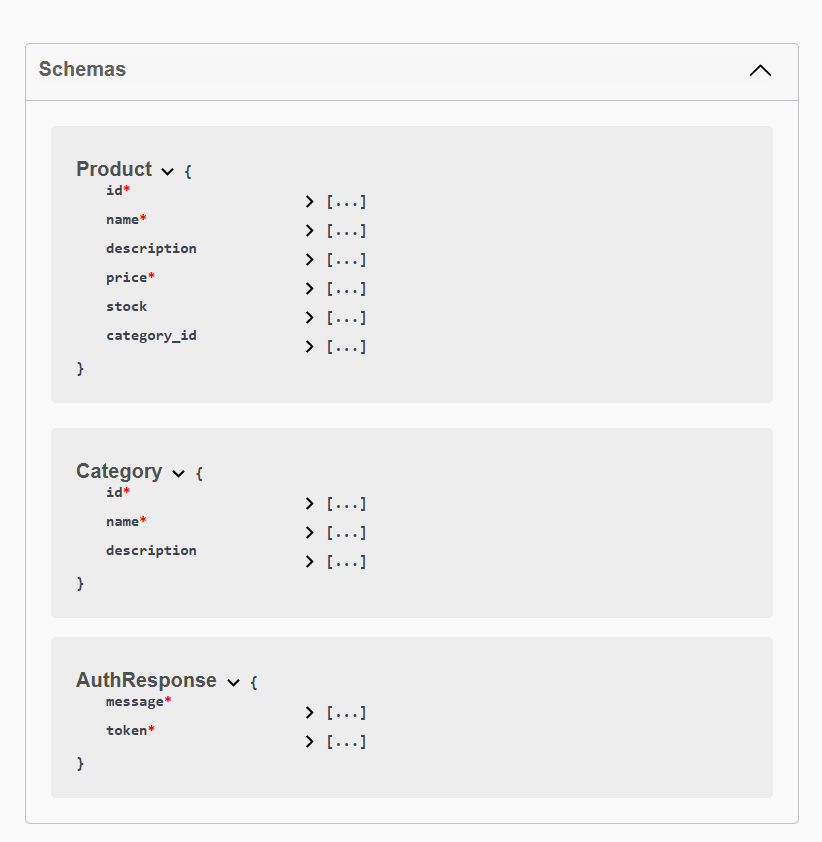 Schemas
Product {
id* [...]
name* [...]
description [...]
price* [...]
stock [...]
category_id [...]
}
Category {
id* [...]
name* [...]
description [...]
}
AuthResponse {
message* [...]
token* [...]
}